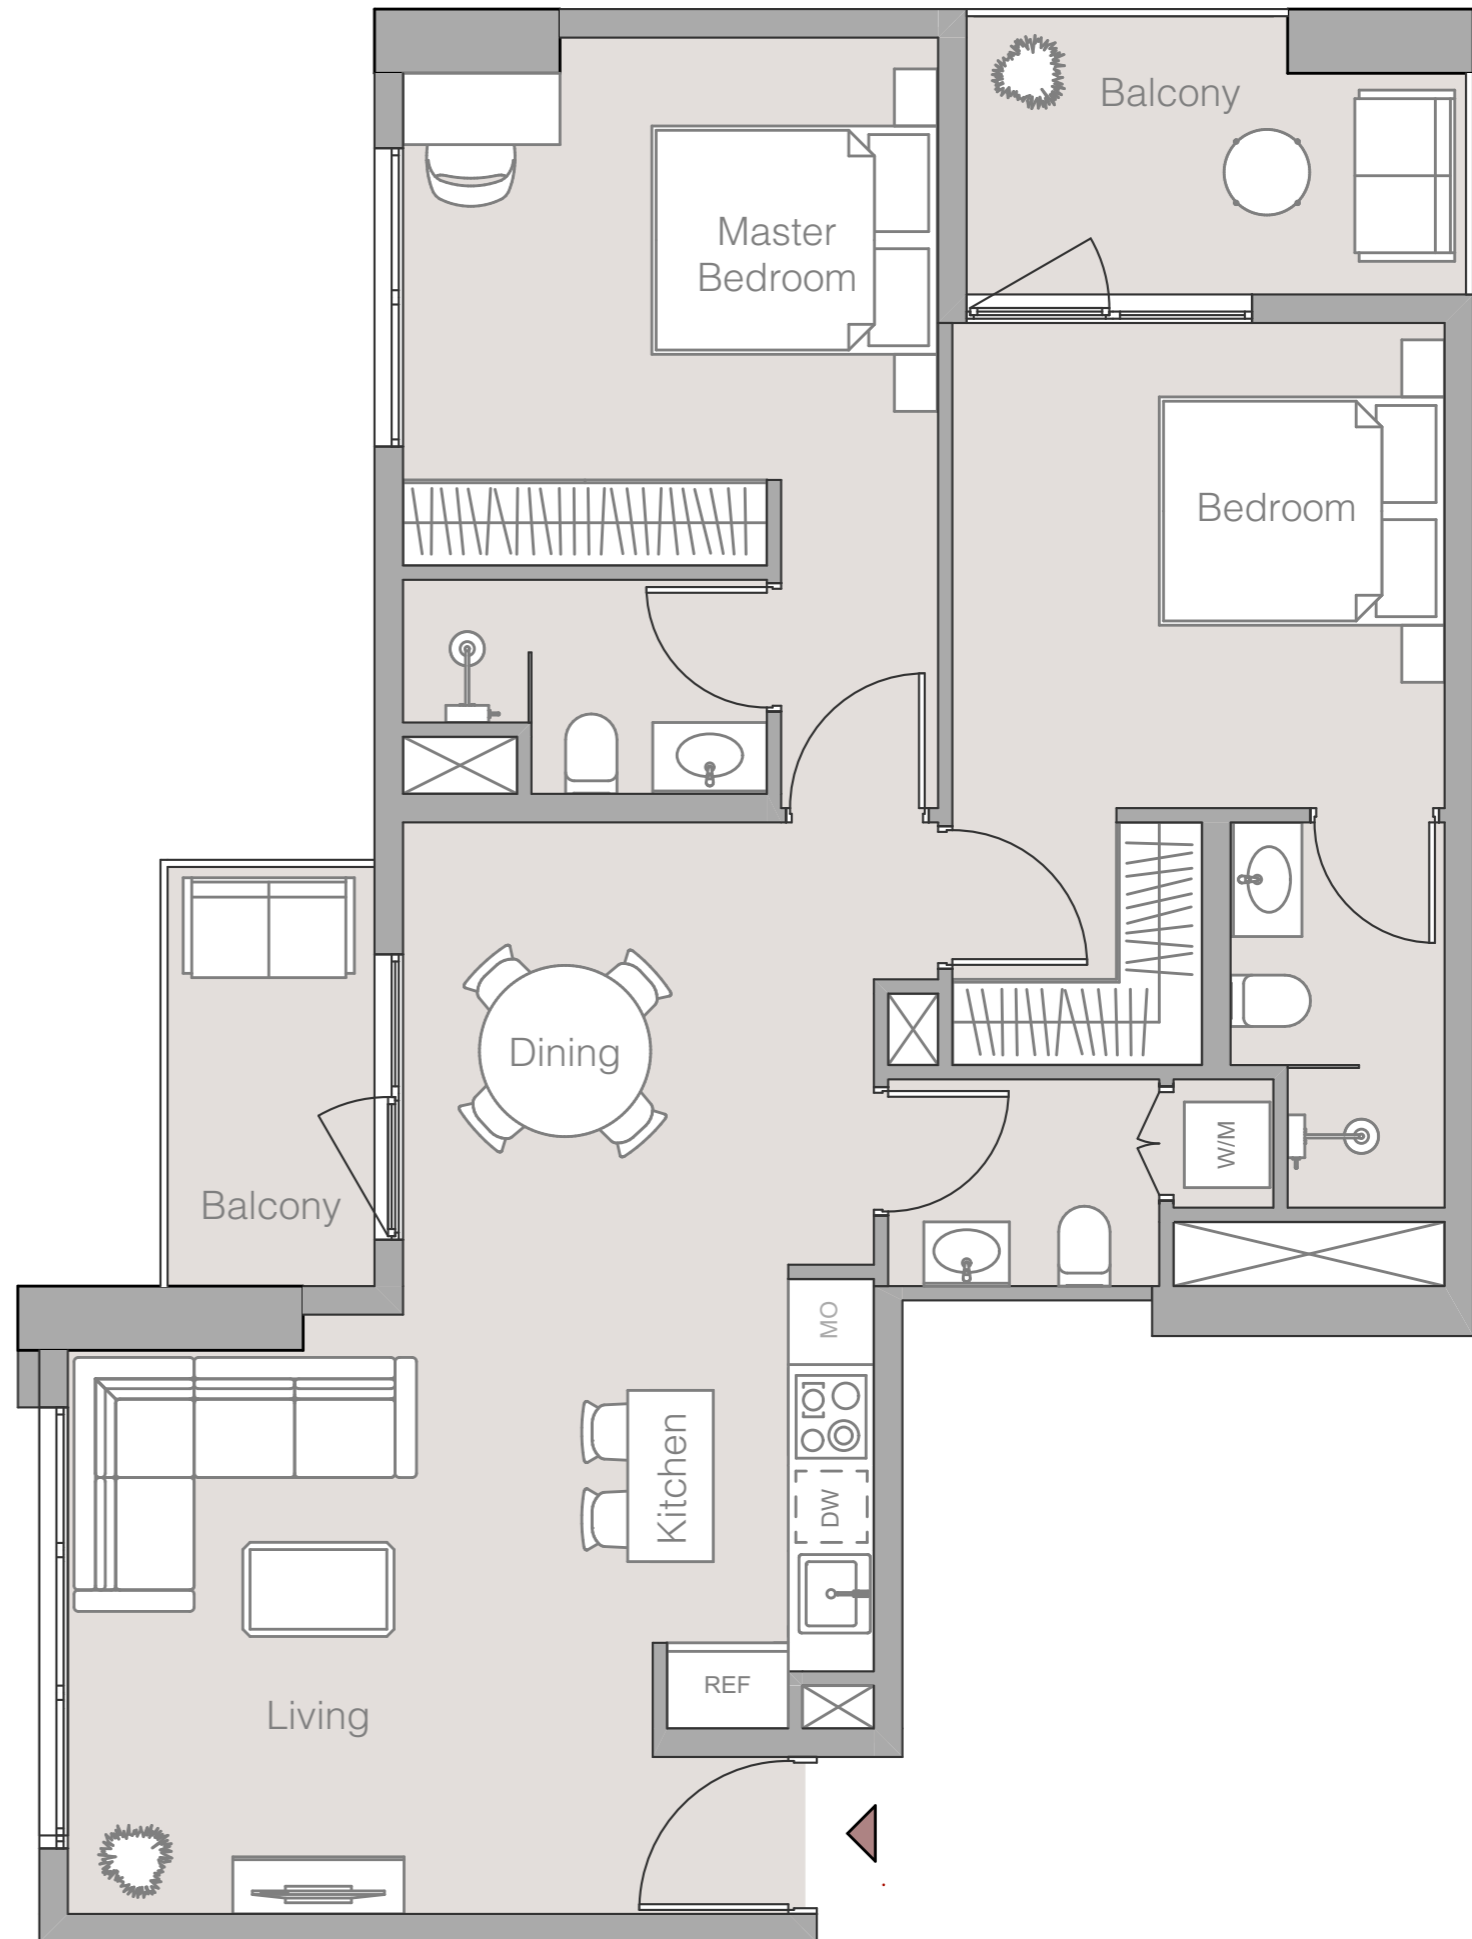 Balcony
Master
Bedroom
Bedroom
Dining
W/M
Balcony
MO
Kitchen
DW
REF
Living